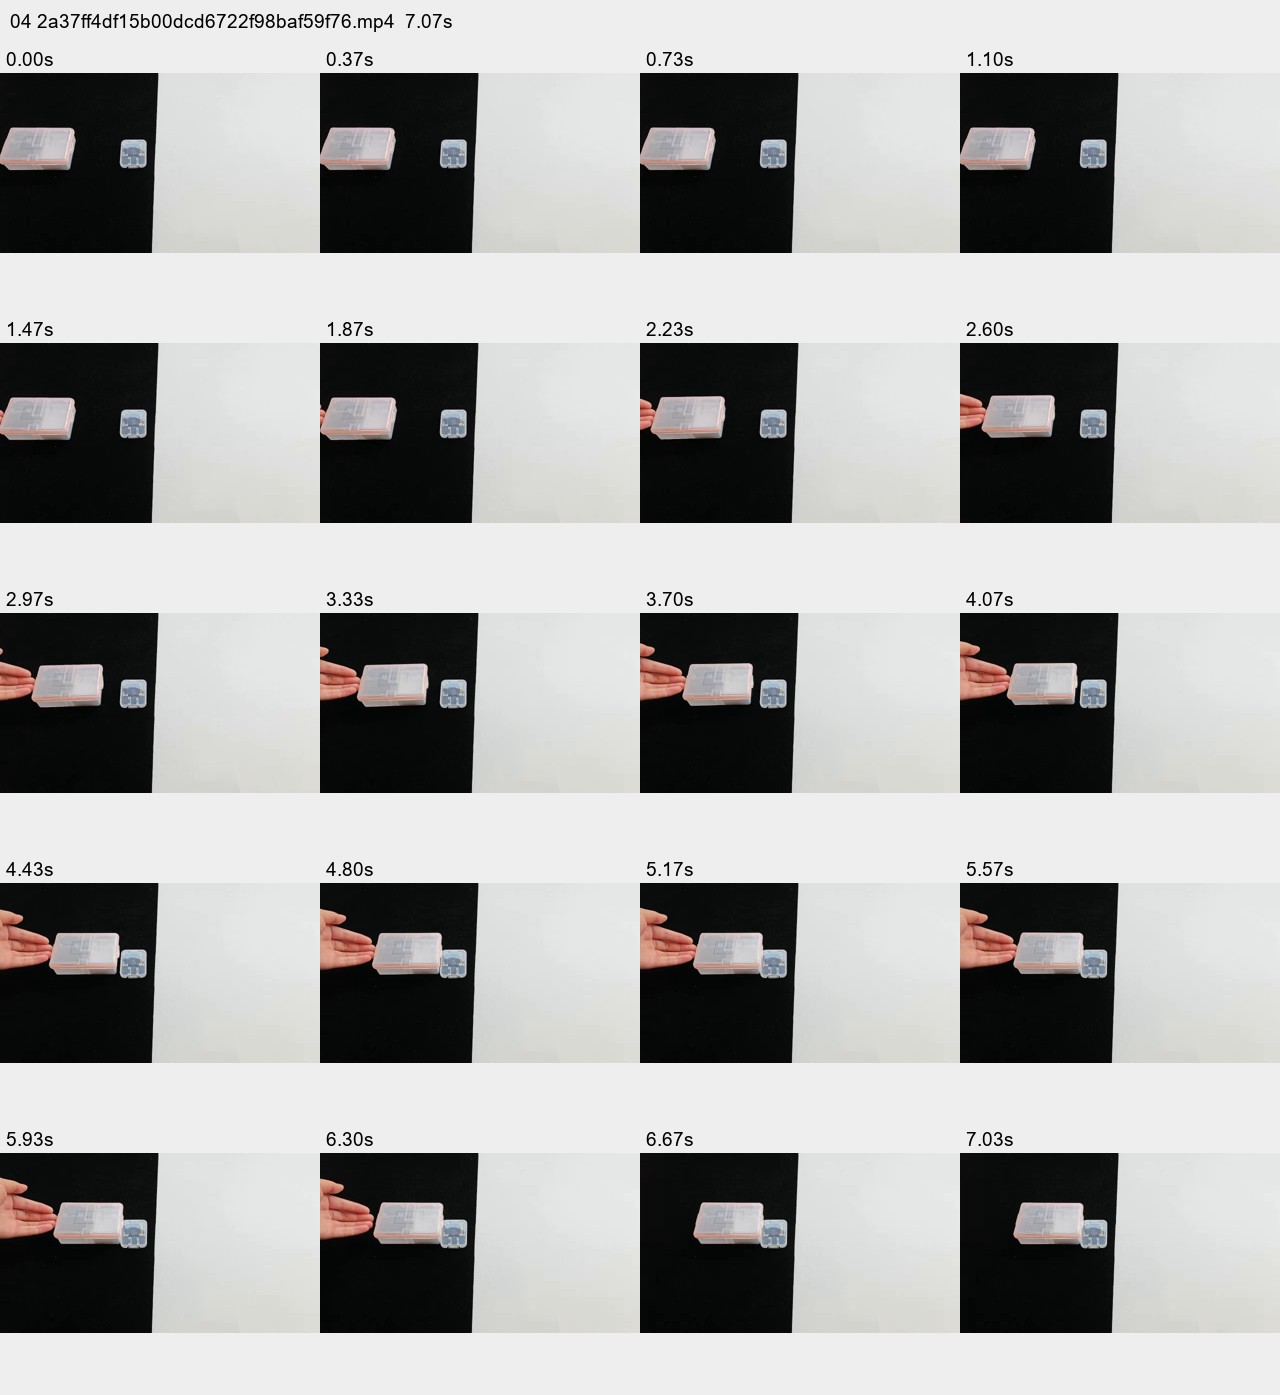 04 2a37ff4df15b00dcd6722f98baf59f76.mp4 7.07s
0.00s 0.37s 0.73s 1.10s
1.47s 1.87s 2.23s 2.60s
2.97s 3.33s 3.70s 4.07s
4.43s 4.80s 5.17s 5.57s
5.93s 6.30s 6.67s 7.03s